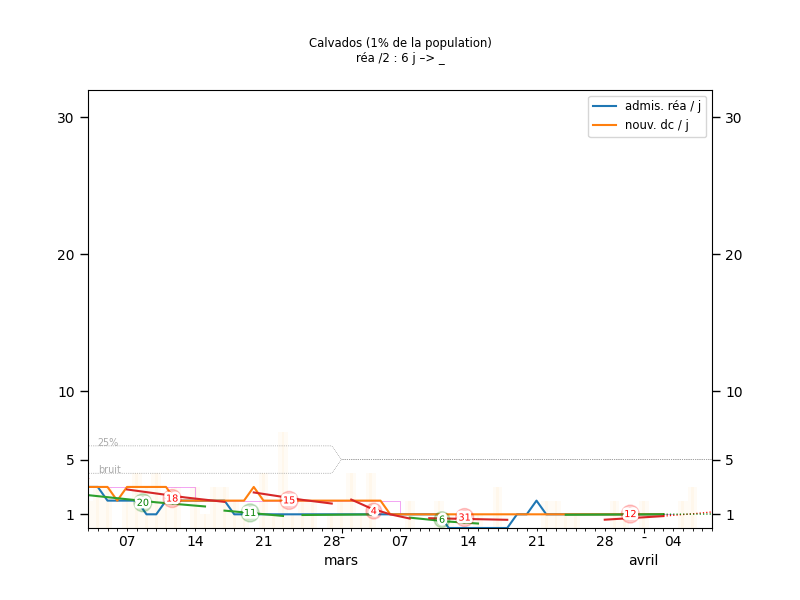 Calvados (1% de la population)
réa /2 : 6 j –> _
admis. réa / j
nouv. dc / j
30 30
20 20
10 10
5 5
1 1
25%
bruit
20 18 11 15 4 6 31 12
07 14 21 28 - 07 14 21 28 - 04
mars avril